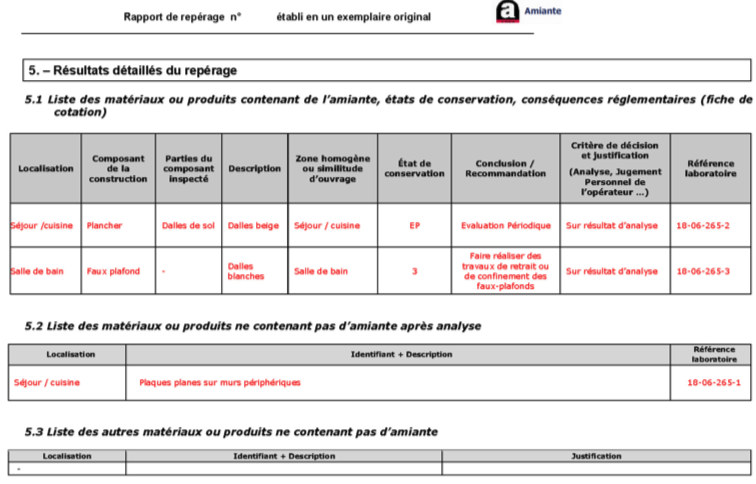 Rapport de repérage n° établi en un exemplaire original
a Amiante
5. – Résultats détaillés du repérage
5.1 Liste des matériaux ou produits contenant de l'amiante, états de conservation, conséquences réglementaires (fiche de
cotation)
Localisation Composant de la construction Parties du composant inspecté Description Zone homogène ou similitude d'ouvrage État de conservation Conclusion / Recommandation Critère de décision et justification (Analyse, Jugement Personnel de l'opérateur ...) Référence laboratoire
Séjour /cuisine Plancher Dalles de sol Dalles beige Séjour / cuisine EP Evaluation Périodique Sur résultat d'analyse 18-06-265-2
Salle de bain Faux plafond - Dalles blanches Salle de bain 3 Faire réaliser des travaux de retrait ou de confinement des faux-plafonds Sur résultat d'analyse 18-06-265-3
5.2 Liste des matériaux ou produits ne contenant pas d'amiante après analyse
Localisation Identifiant + Description Référence laboratoire
Séjour / cuisine Plaques planes sur murs périphériques 18-06-265-1
5.3 Liste des autres matériaux ou produits ne contenant pas d'amiante
Localisation Identifiant + Description Justification
-